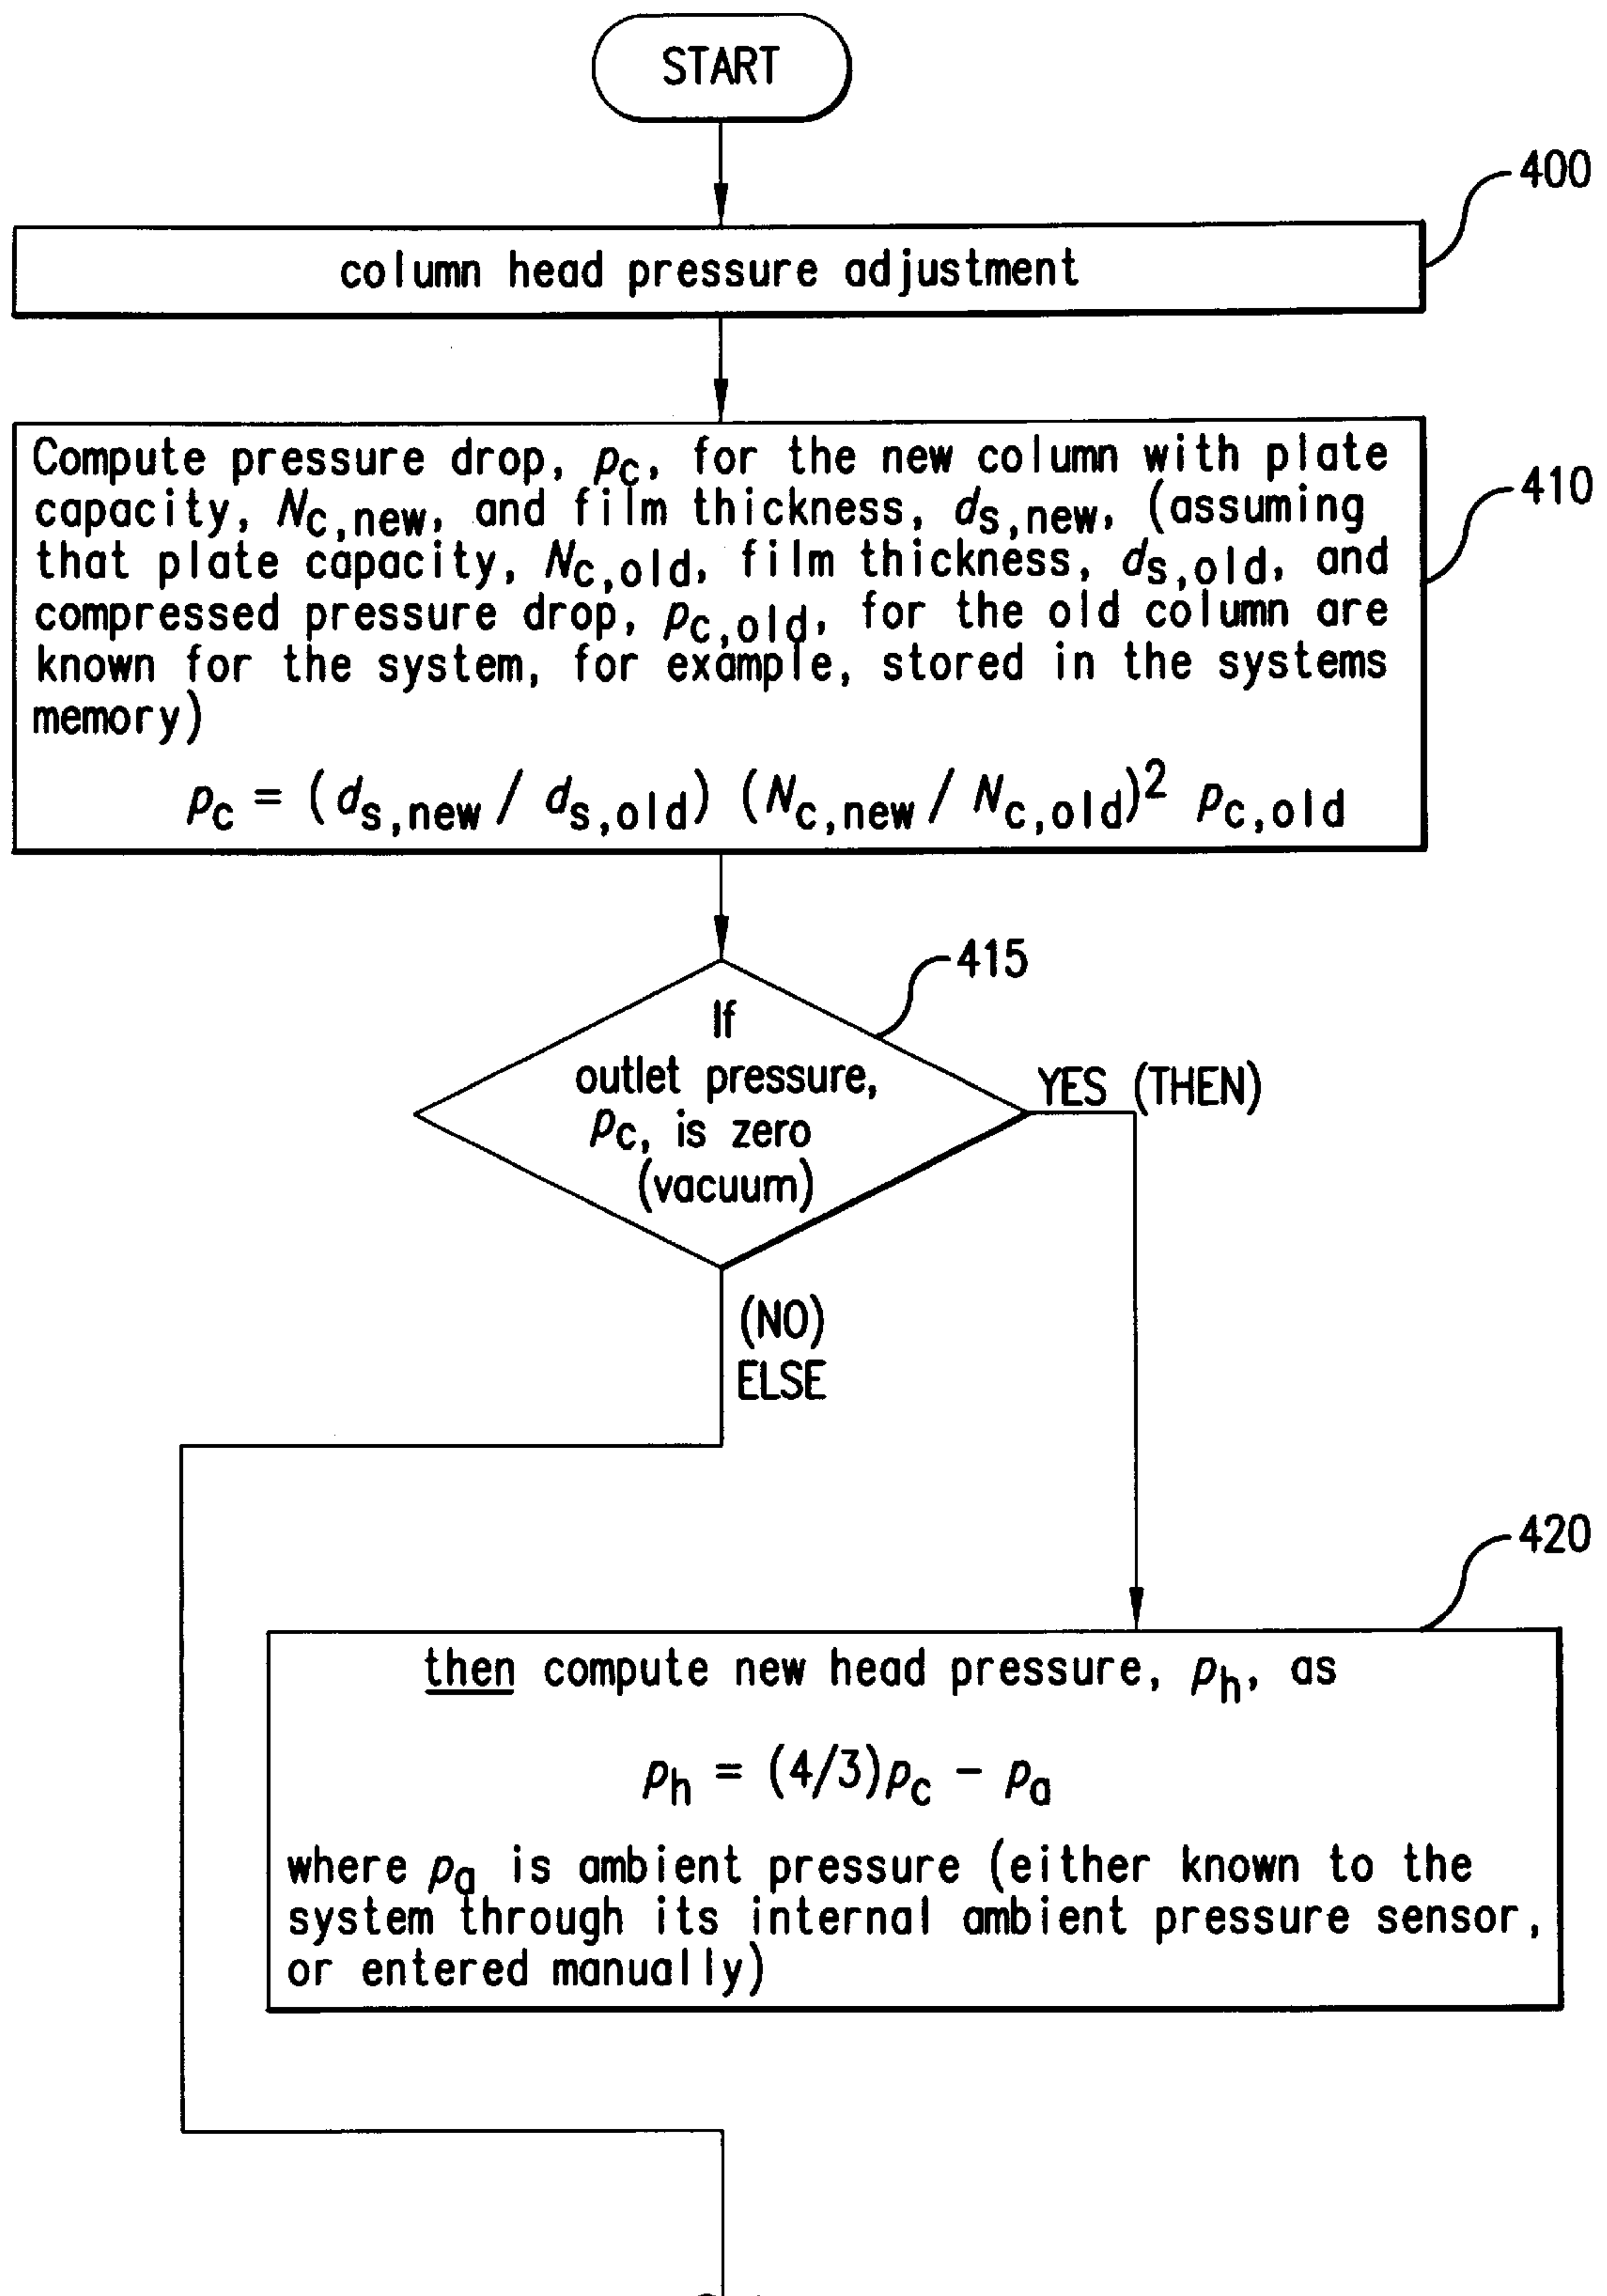 START
400
column head pressure adjustment
Compute pressure drop, pc, for the new column with plate
capacity, Nc,new, and film thickness, ds,new, (assuming
that plate capacity, Nc,old, film thickness, ds,old, and
compressed pressure drop, pc,old, for the old column are
known for the system, for example, stored in the systems
memory)
pc = (ds,new / ds,old) (Nc,new / Nc,old)² pc,old
410
415
If
outlet pressure,
pc, is zero
(vacuum)
YES (THEN)
(NO)
ELSE
420
then compute new head pressure, ph, as
ph = (4/3)pc - pa
where pa is ambient pressure (either known to the
system through its internal ambient pressure sensor,
or entered manually)